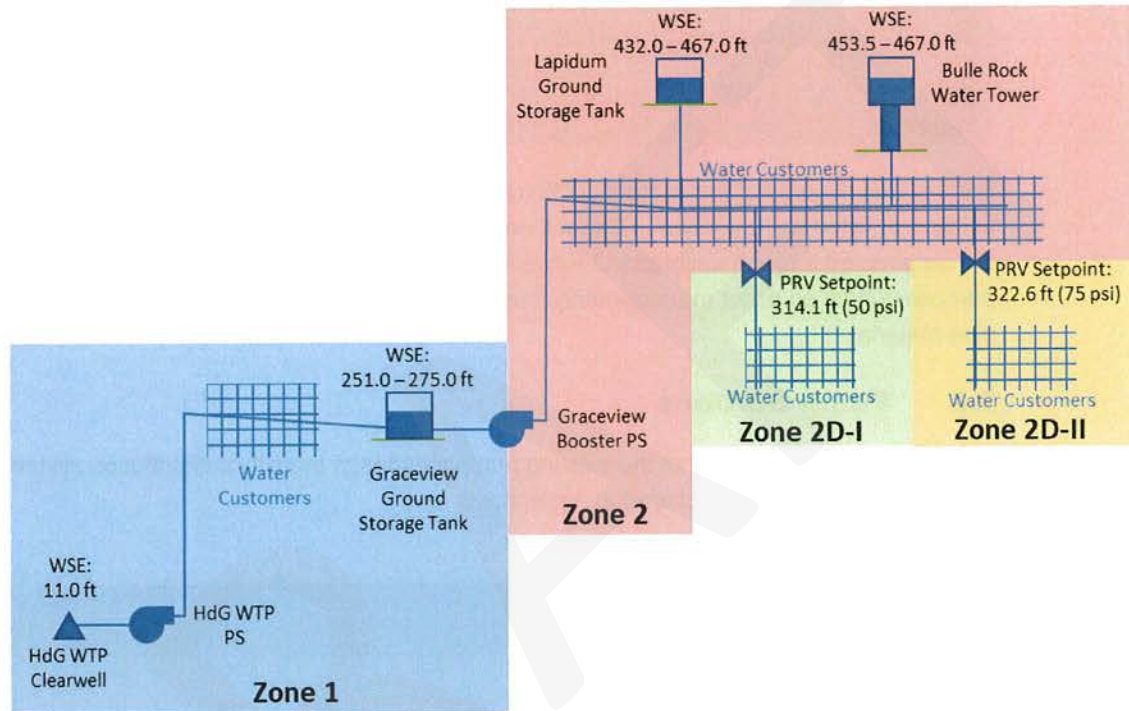 WSE:
432.0 – 467.0 ft
Lapidum
Ground
Storage Tank
WSE:
453.5 – 467.0 ft
Bulle Rock
Water Tower
Water Customers
PRV Setpoint:
314.1 ft (50 psi)
PRV Setpoint:
322.6 ft (75 psi)
Water Customers
Zone 2D-I
Water Customers
Zone 2D-II
WSE:
251.0 – 275.0 ft
Graceview
Booster PS
Water
Customers
Graceview
Ground
Storage Tank
Zone 2
WSE:
11.0 ft
HdG WTP
PS
HdG WTP
Clearwell
Zone 1